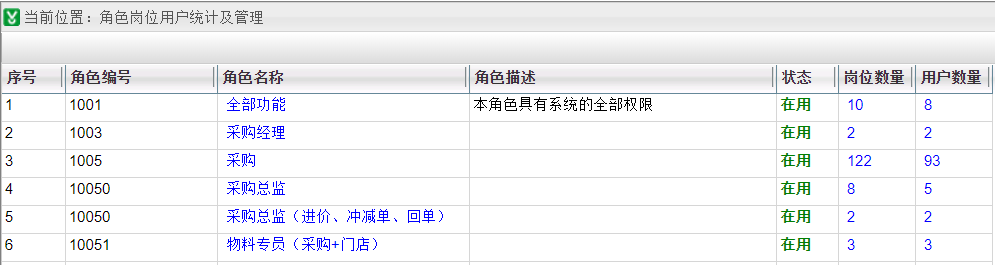 当前位置：角色岗位用户统计及管理
序号 角色编号 角色名称 角色描述 状态 岗位数量 用户数量
1 1001 全部功能 本角色具有系统的全部权限 在用 10 8
2 1003 采购经理 在用 2 2
3 1005 采购 在用 122 93
4 10050 采购总监 在用 8 5
5 10050 采购总监（进价、冲减单、回单） 在用 2 2
6 10051 物料专员（采购+门店） 在用 3 3